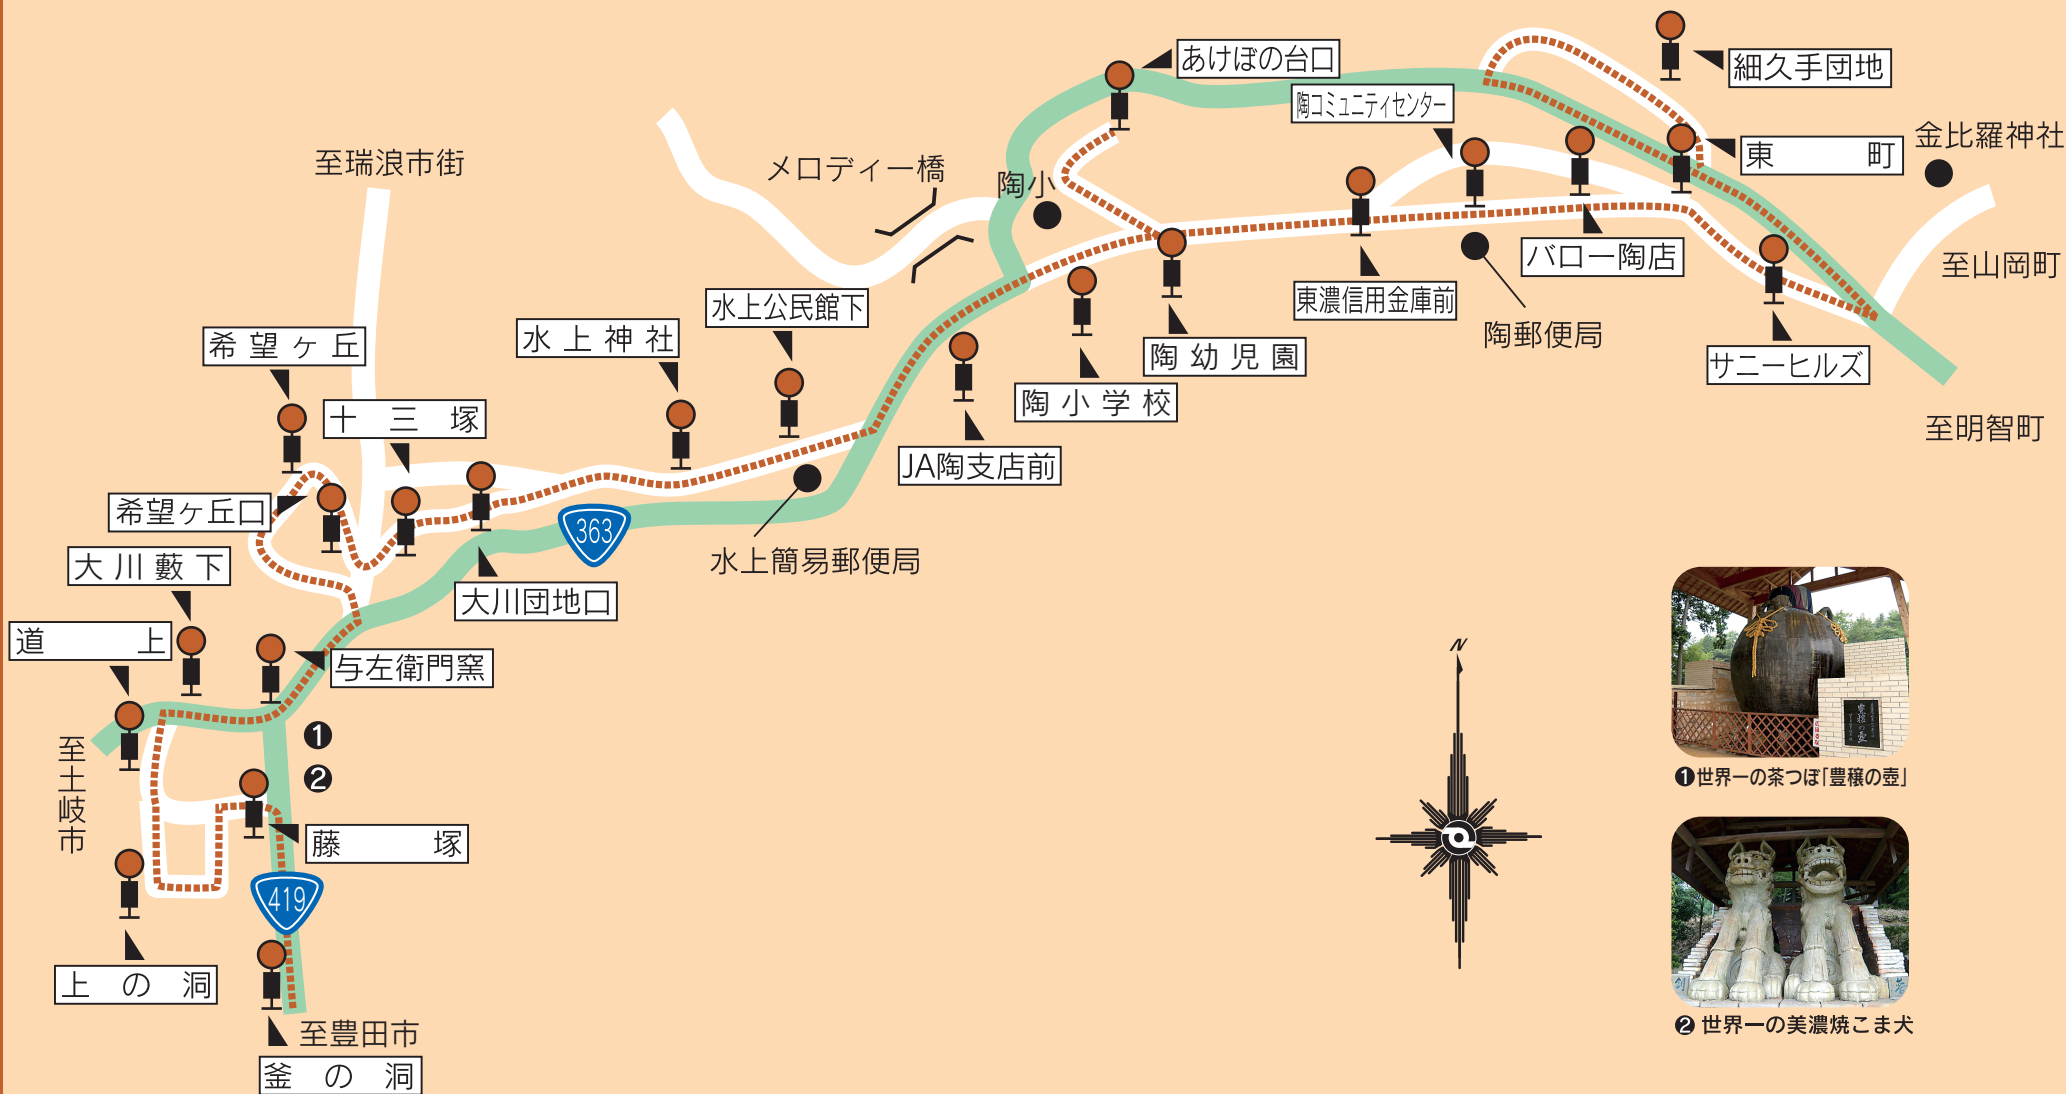 あけぼの台口
細久手団地
陶コミュニティセンター
金比羅神社
東町
至瑞浪市街
メロディー橋
陶小
バロー陶店
至山岡町
東濃信用金庫前
水上公民館下
陶郵便局
水上神社
希望ヶ丘
陶幼児園
サニーヒルズ
陶小学校
十三塚
至明智町
JA陶支店前
希望ヶ丘口
363
水上簡易郵便局
大川藪下
大川団地口
道上
与左衛門窯
N
❶
❷
至土岐市
❶世界一の茶つぼ「豊穣の壺」
豊穣の壺
藤塚
419
上の洞
至豊田市
❷世界一の美濃焼こま犬
釜の洞